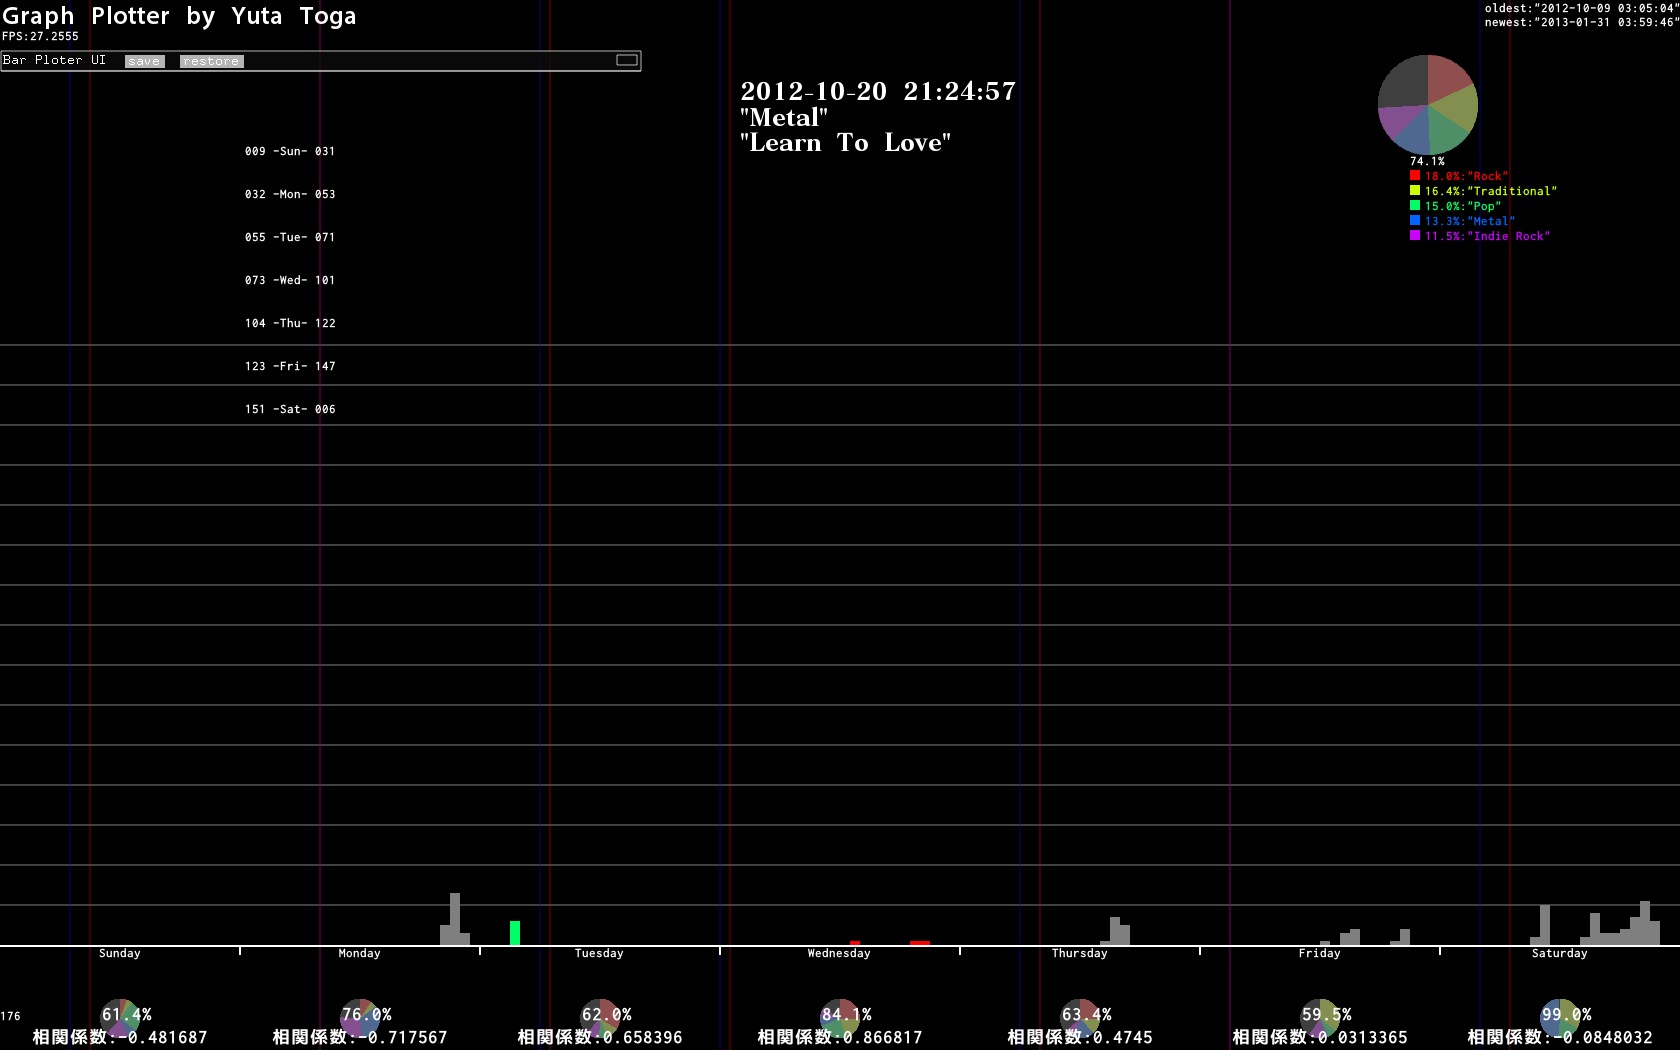 Graph Plotter by Yuta Toga
FPS:27.2555
oldest:"2012-10-09 03:05:04"
newest:"2013-01-31 03:59:46"
Bar Ploter UI save restore
2012-10-20 21:24:57
"Metal"
"Learn To Love"
74.1%
18.0%:"Rock"
16.4%:"Traditional"
15.0%:"Pop"
13.3%:"Metal"
11.5%:"Indie Rock"
009 -Sun- 031
032 -Mon- 053
055 -Tue- 071
073 -Wed- 101
104 -Thu- 122
123 -Fri- 147
151 -Sat- 006
Sunday Monday Tuesday Wednesday Thursday Friday Saturday
176 61.4% 76.0% 62.0% 84.1% 63.4% 59.5% 99.0%
相関係数:-0.481687 相関係数:-0.717567 相関係数:0.658396 相関係数:0.866817 相関係数:0.4745 相関係数:0.0313365 相関係数:-0.0848032